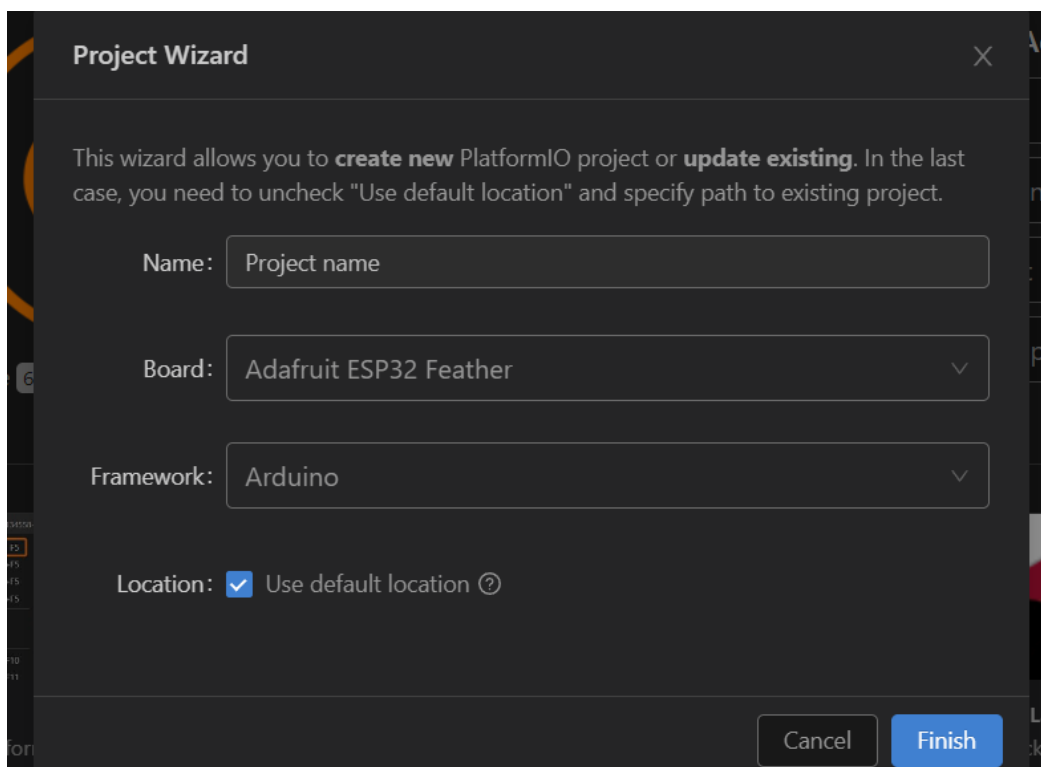 Project Wizard
This wizard allows you to create new PlatformIO project or update existing. In the last
case, you need to uncheck "Use default location" and specify path to existing project.
Name:
Project name
Board:
Adafruit ESP32 Feather
Framework:
Arduino
Location:
Use default location
Cancel
Finish